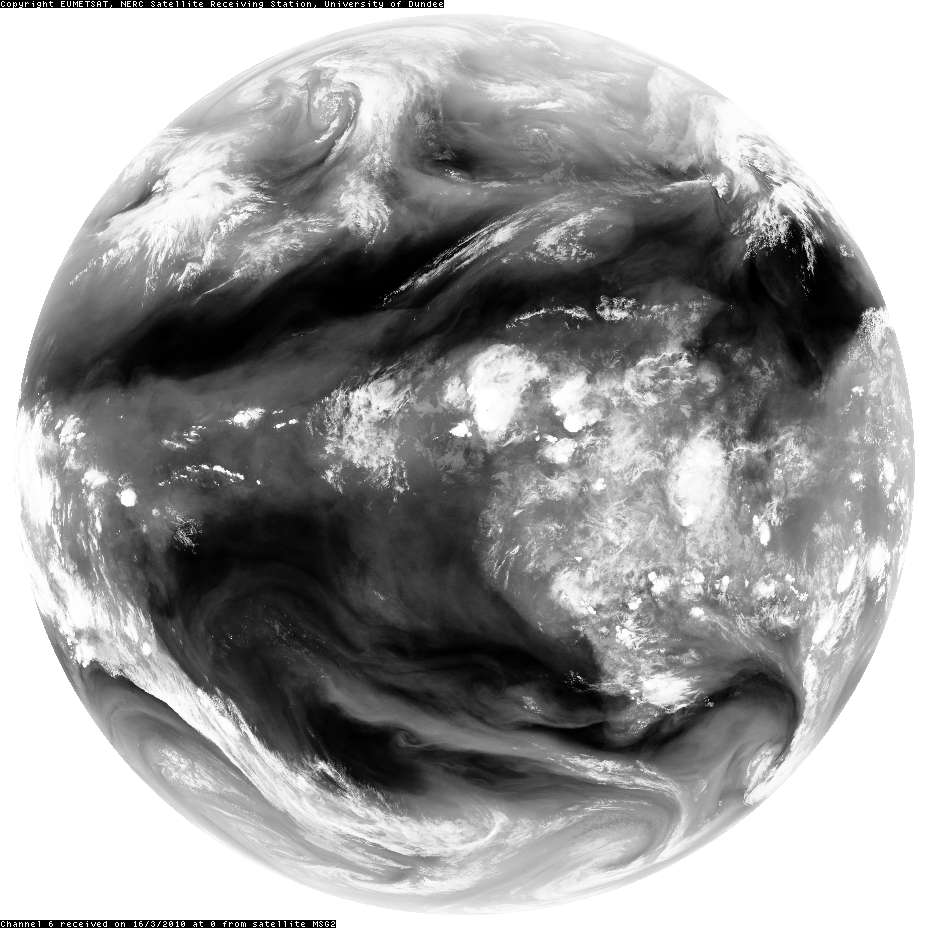 Copyright EUMETSAT, NERC Satellite Receiving Station, University of Dundee
Channel 6 received on 16/3/2010 at 0 from satellite MSG2